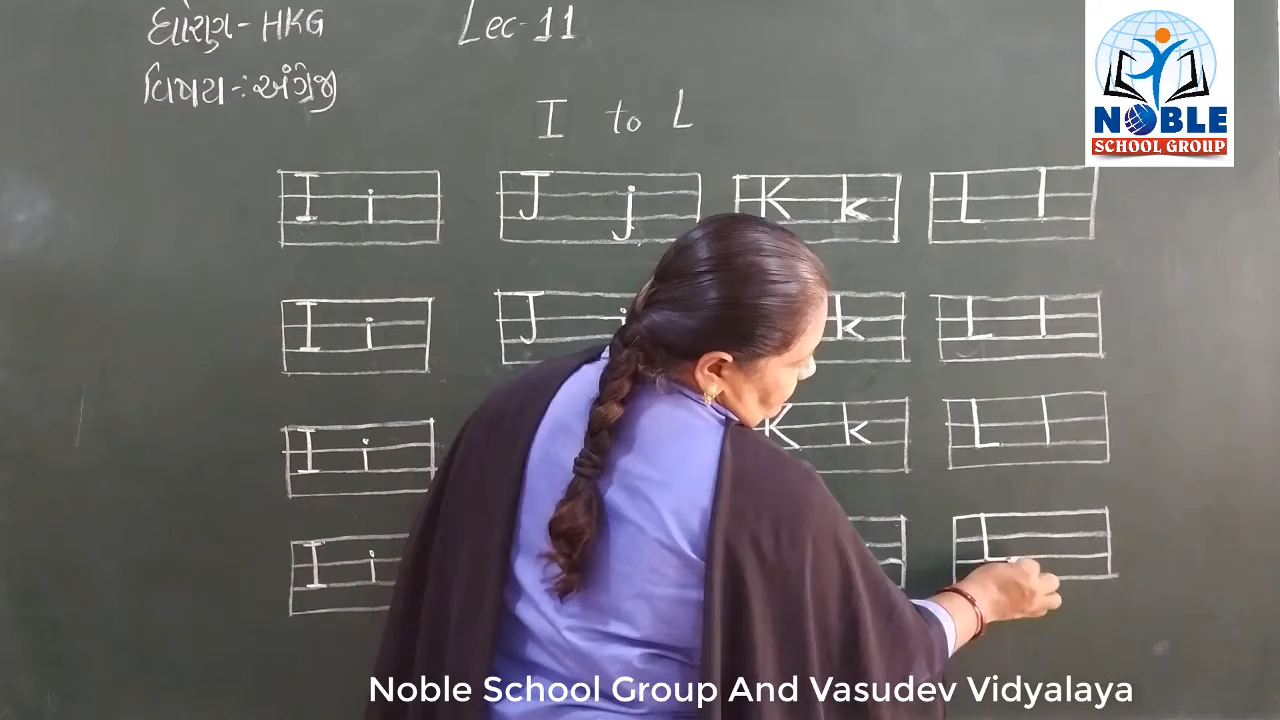 ધોરણ - HKG
Lec-11
વિષય :- અંગ્રેજી
I to L
I i J j K k L l
I i J j k L l
I i K k L l
I i L
NOBLE
SCHOOL GROUP
Noble School Group And Vasudev Vidyalaya